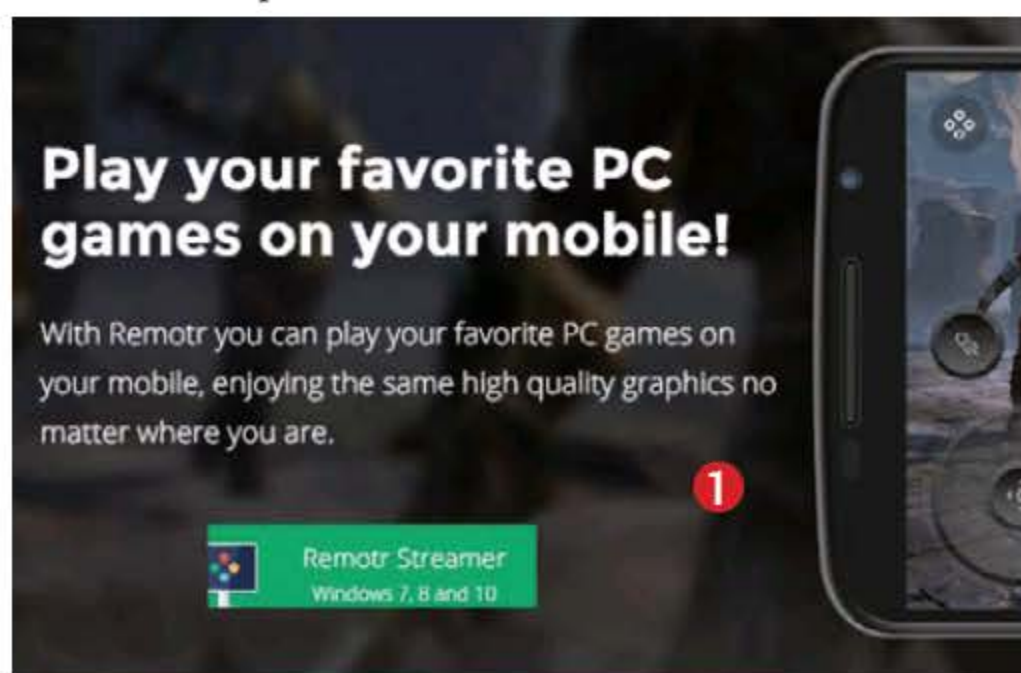 Play your favorite PC
games on your mobile!
With Remotr you can play your favorite PC games on
your mobile, enjoying the same high quality graphics no
matter where you are.
1
Remotr Streamer
Windows 7, 8 and 10